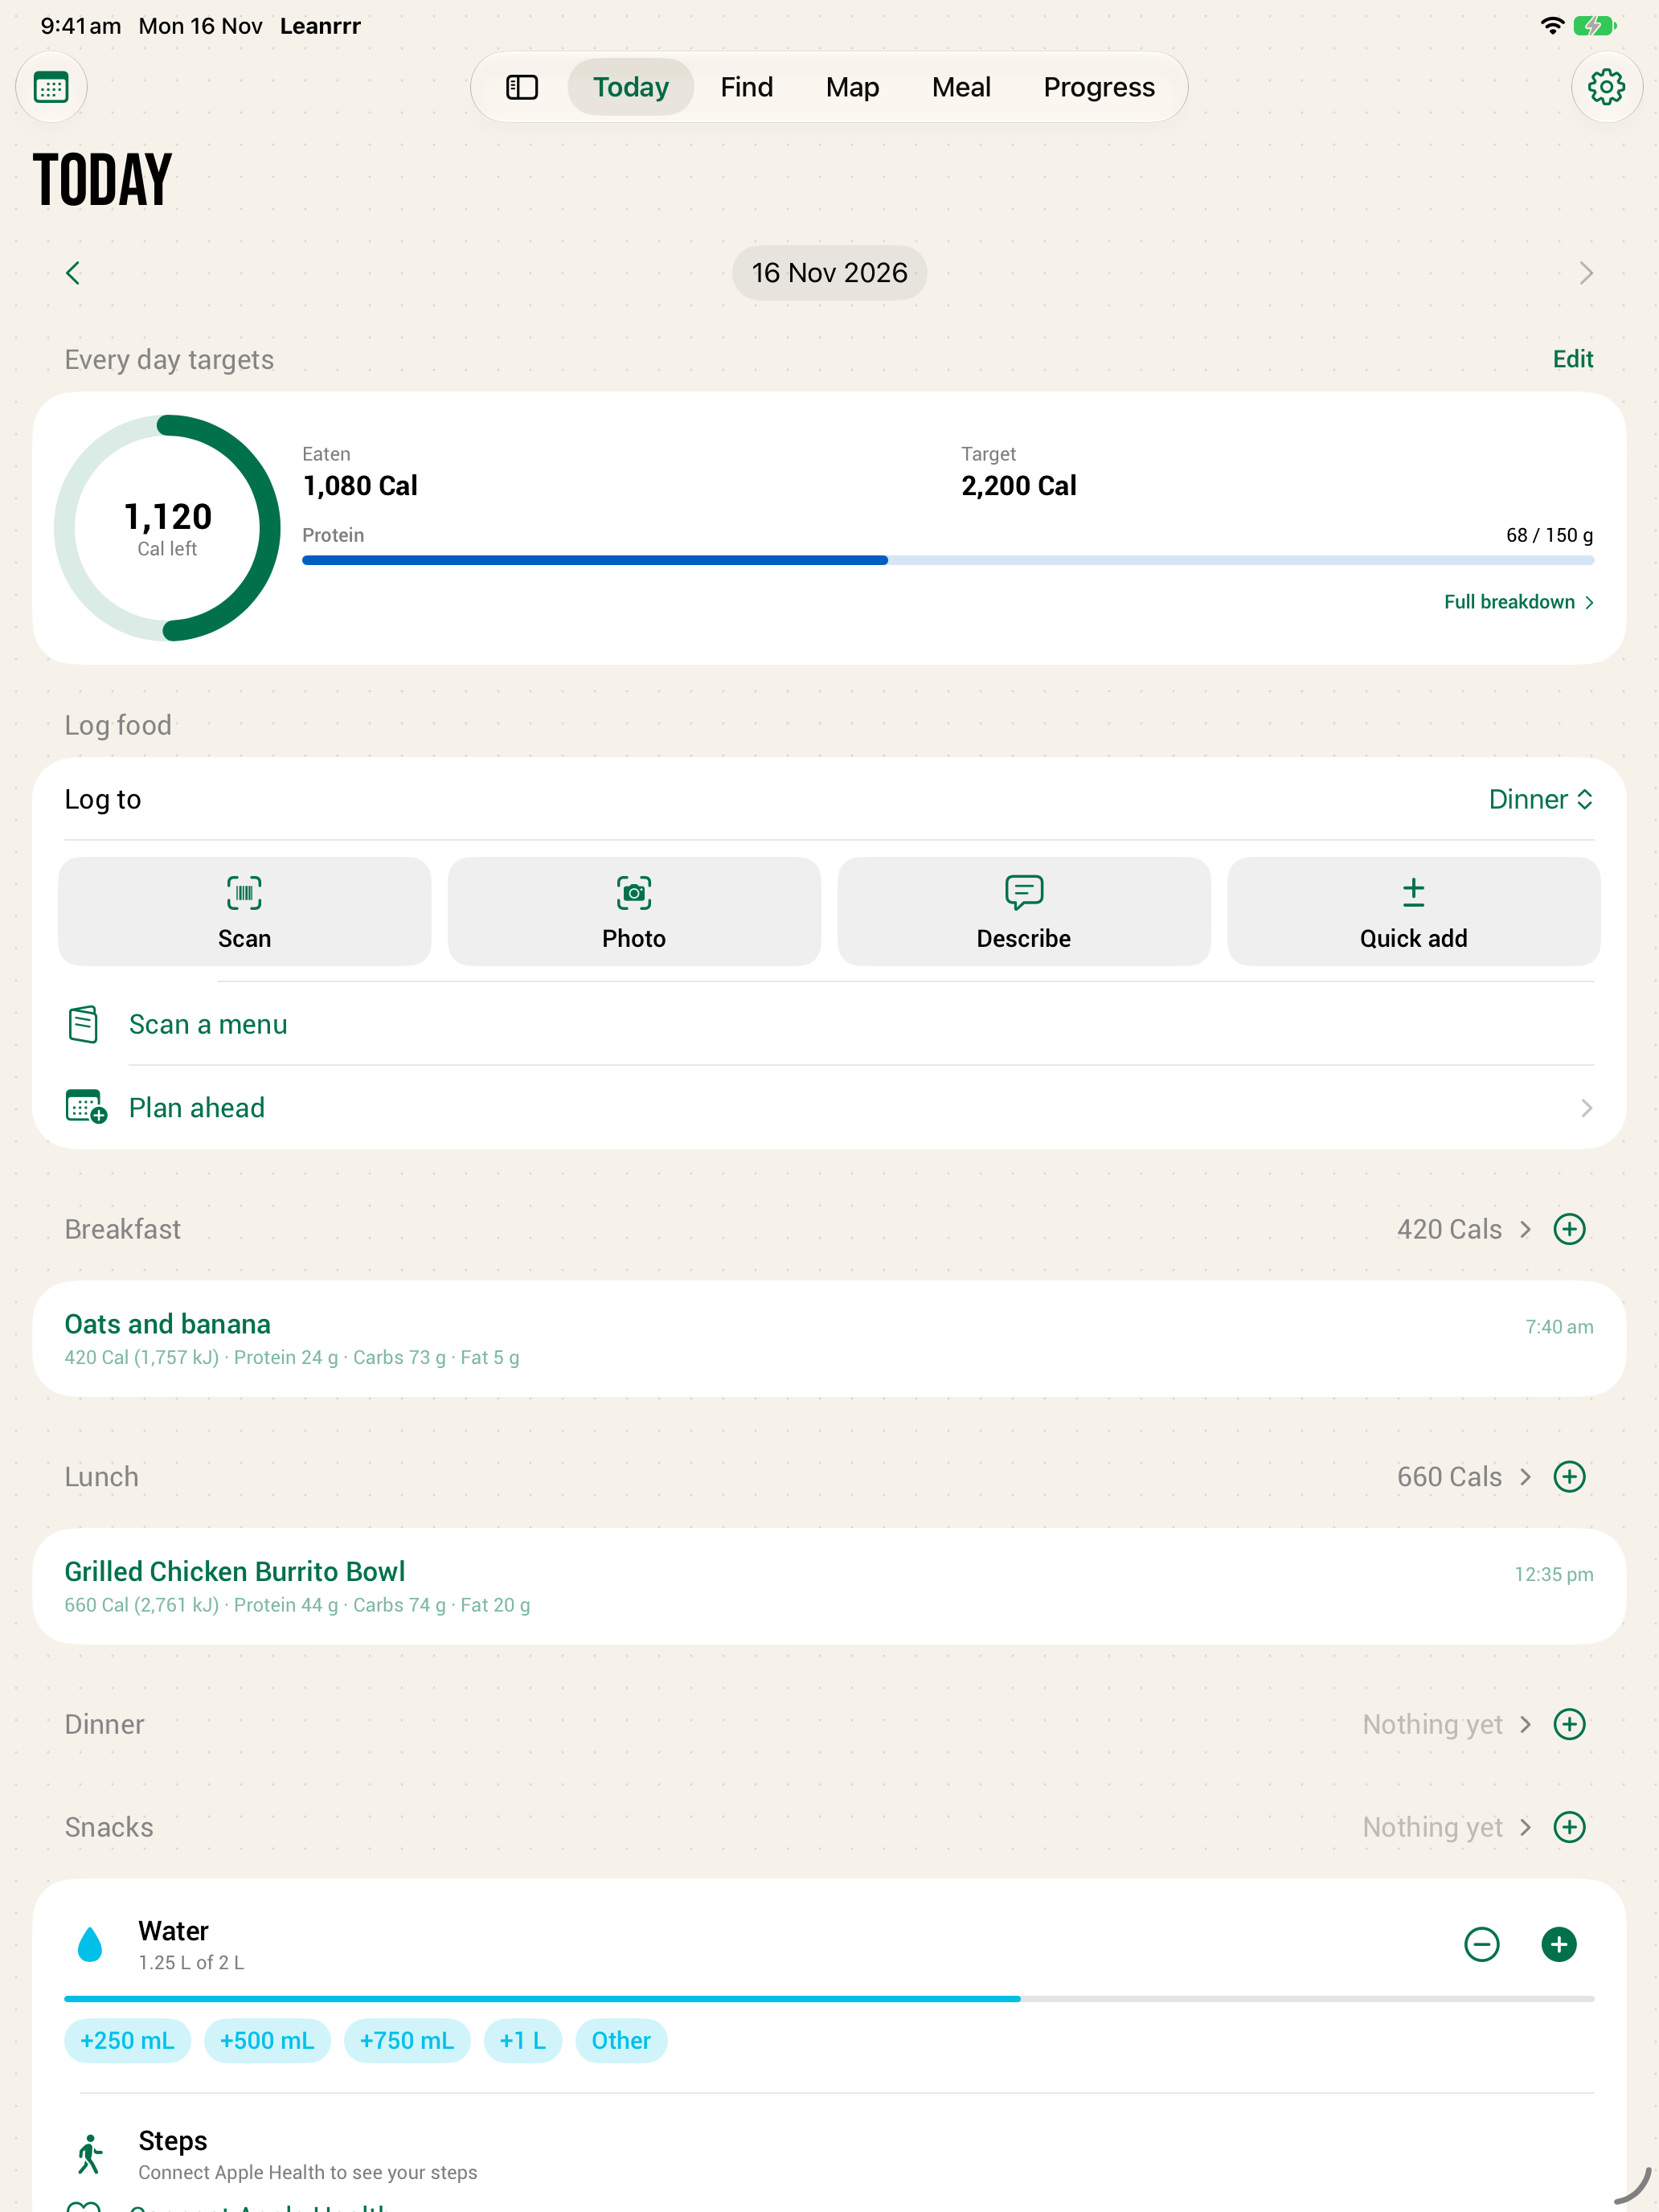 9:41 am Mon 16 Nov Leanrrr
Today Find Map Meal Progress
TODAY
16 Nov 2026
Every day targets Edit
Eaten Target
1,080 Cal 2,200 Cal
1,120
Cal left
Protein 68 / 150 g
Full breakdown
Log food
Log to Dinner
Scan Photo Describe Quick add
Scan a menu
Plan ahead
Breakfast 420 Cals
Oats and banana 7:40 am
420 Cal (1,757 kJ) · Protein 24 g · Carbs 73 g · Fat 5 g
Lunch 660 Cals
Grilled Chicken Burrito Bowl 12:35 pm
660 Cal (2,761 kJ) · Protein 44 g · Carbs 74 g · Fat 20 g
Dinner Nothing yet
Snacks Nothing yet
Water
1.25 L of 2 L
+250 mL +500 mL +750 mL +1 L Other
Steps
Connect Apple Health to see your steps